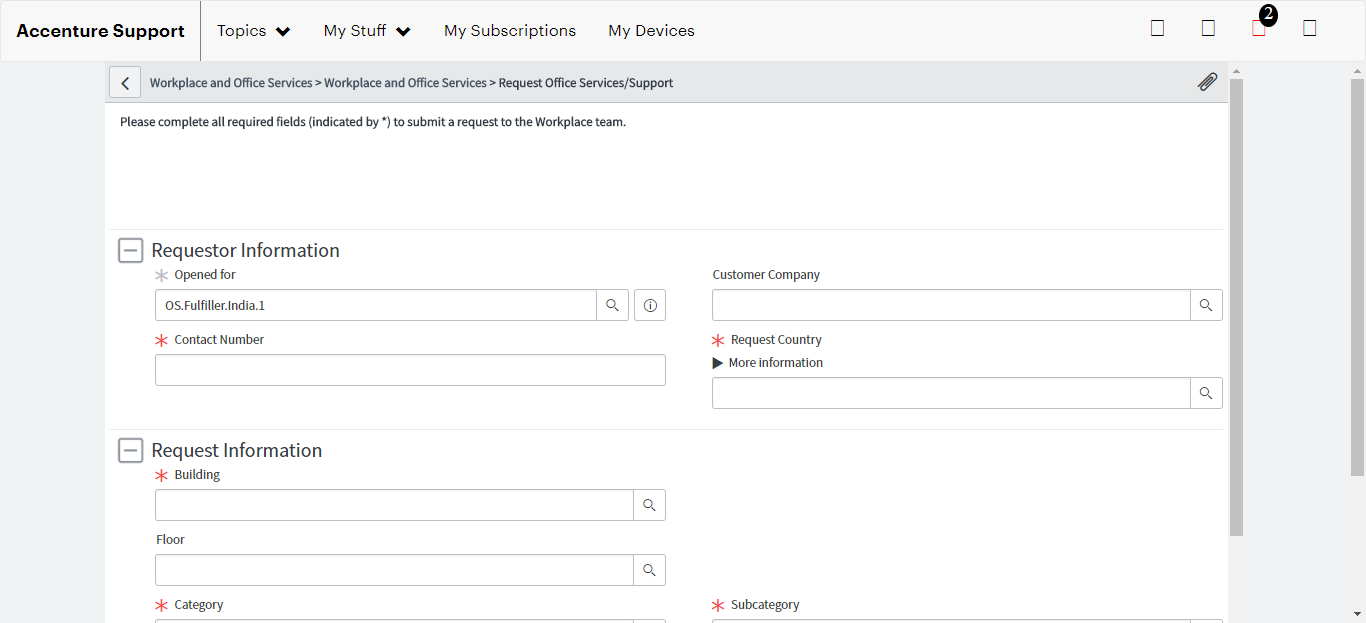 Accenture Support
Topics
My Stuff
My Subscriptions
My Devices
2
Workplace and Office Services > Workplace and Office Services > Request Office Services/Support
Please complete all required fields (indicated by *) to submit a request to the Workplace team.
Requestor Information
Opened for
Customer Company
OS.Fulfiller.India.1
Contact Number
Request Country
More information
Request Information
Building
Floor
Category
Subcategory